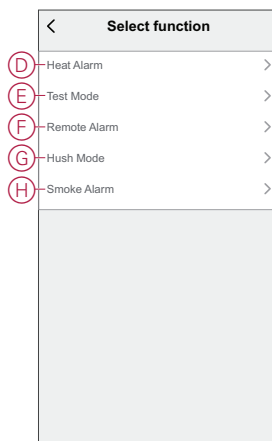 Select function
D Heat Alarm
E Test Mode
F Remote Alarm
G Hush Mode
H Smoke Alarm